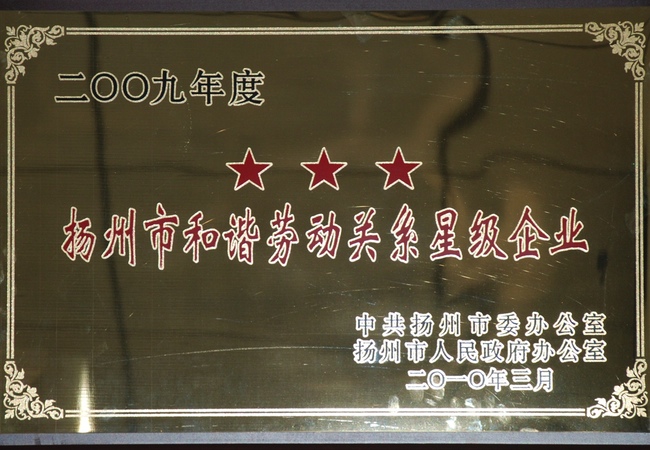 二〇〇九年度
★ ★ ★
扬州市和谐劳动关系星级企业
中共扬州市委办公室
扬州市人民政府办公室
二〇一〇年三月